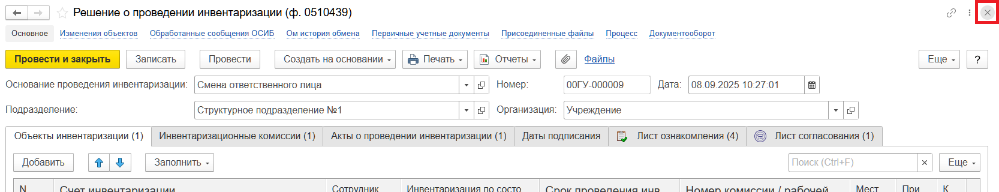 Решение о проведении инвентаризации (ф. 0510439)
Основное Изменения объектов Обработанные сообщения ОСИБ Ом история обмена Первичные учетные документы Присоединенные файлы Процесс Документооборот
Провести и закрыть Записать Провести Создать на основании Печать Отчеты Файлы Еще ?
Основание проведения инвентаризации: Смена ответственного лица Номер: 00ГУ-000009 Дата: 08.09.2025 10:27:01
Подразделение: Структурное подразделение №1 Организация: Учреждение
Объекты инвентаризации (1) Инвентаризационные комиссии (1) Акты о проведении инвентаризации (1) Даты подписания Лист ознакомления (4) Лист согласования (1)
Добавить Заполнить Поиск (Ctrl+F) × Еще
N Счет инвентаризации Сотрудник Инвентаризация по состо Срок проведения инв Номер комиссии / рабочей Мест При К